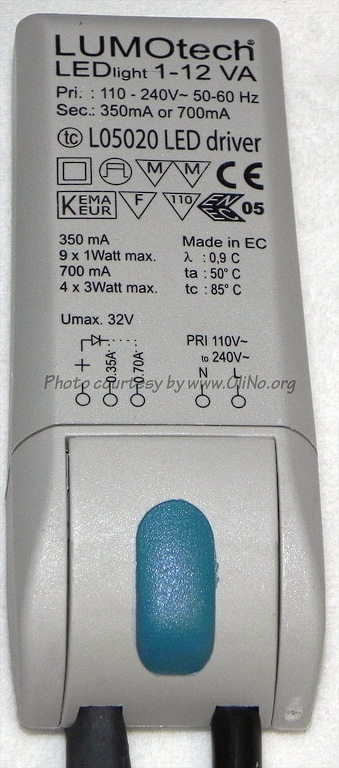 LUMOtech®
LEDlight 1-12 VA
Pri. : 110 - 240V~ 50-60 Hz
Sec.: 350mA or 700mA
tc L05020 LED driver
M M CE
KEMA EUR F 110 ENEC 05
350 mA
9 x 1Watt max.
700 mA
4 x 3Watt max.
Made in EC
λ : 0,9 C
ta : 50° C
tc : 85° C
Umax. 32V
+ 0.35A 0.70A
PRI 110V~
to 240V~
N L
Photo courtesy by www.OliNo.org